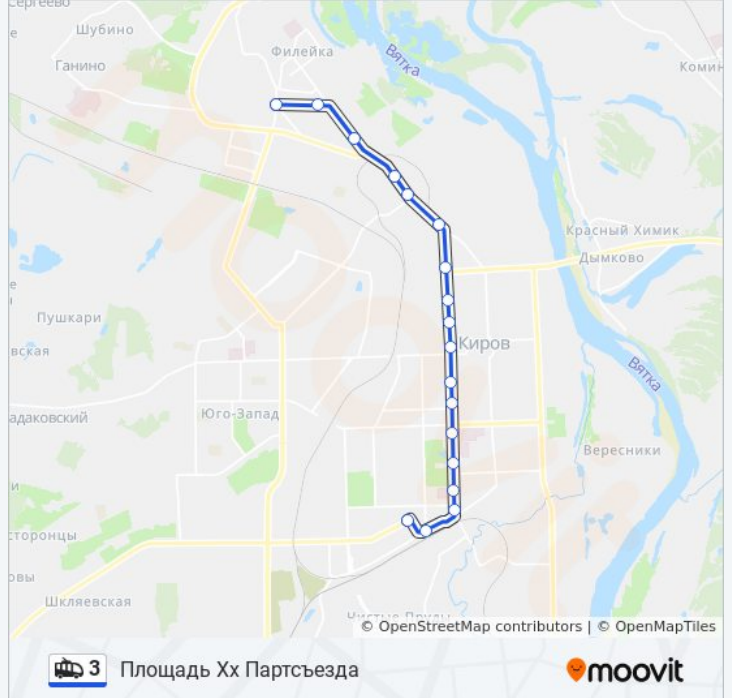 Сергеево
Шубино
Филейка
Ганино
Вятка
Комин
Красный Химик
Дымково
Пушкари
Киров
вская
Вятка
Юго-Запад
адаковский
Вересники
сторонцы
овы
Шкляевская
Чистые Пруды
© OpenStreetMap contributors | © OpenMapTiles
3 Площадь Хх Партсъезда
moovit